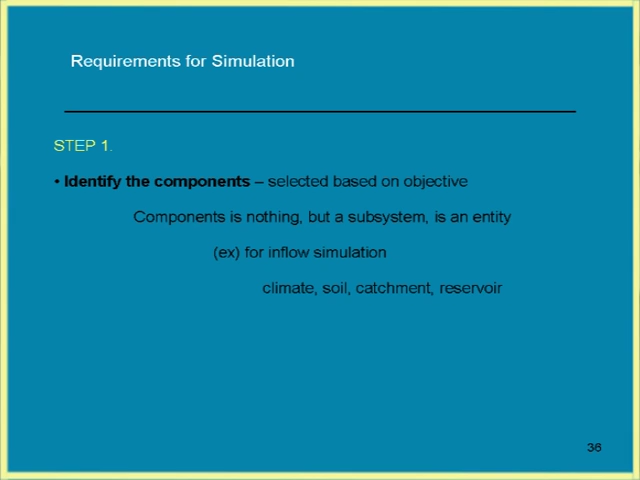 Requirements for Simulation
STEP 1.
• Identify the components – selected based on objective
Components is nothing, but a subsystem, is an entity
(ex) for inflow simulation
climate, soil, catchment, reservoir
36